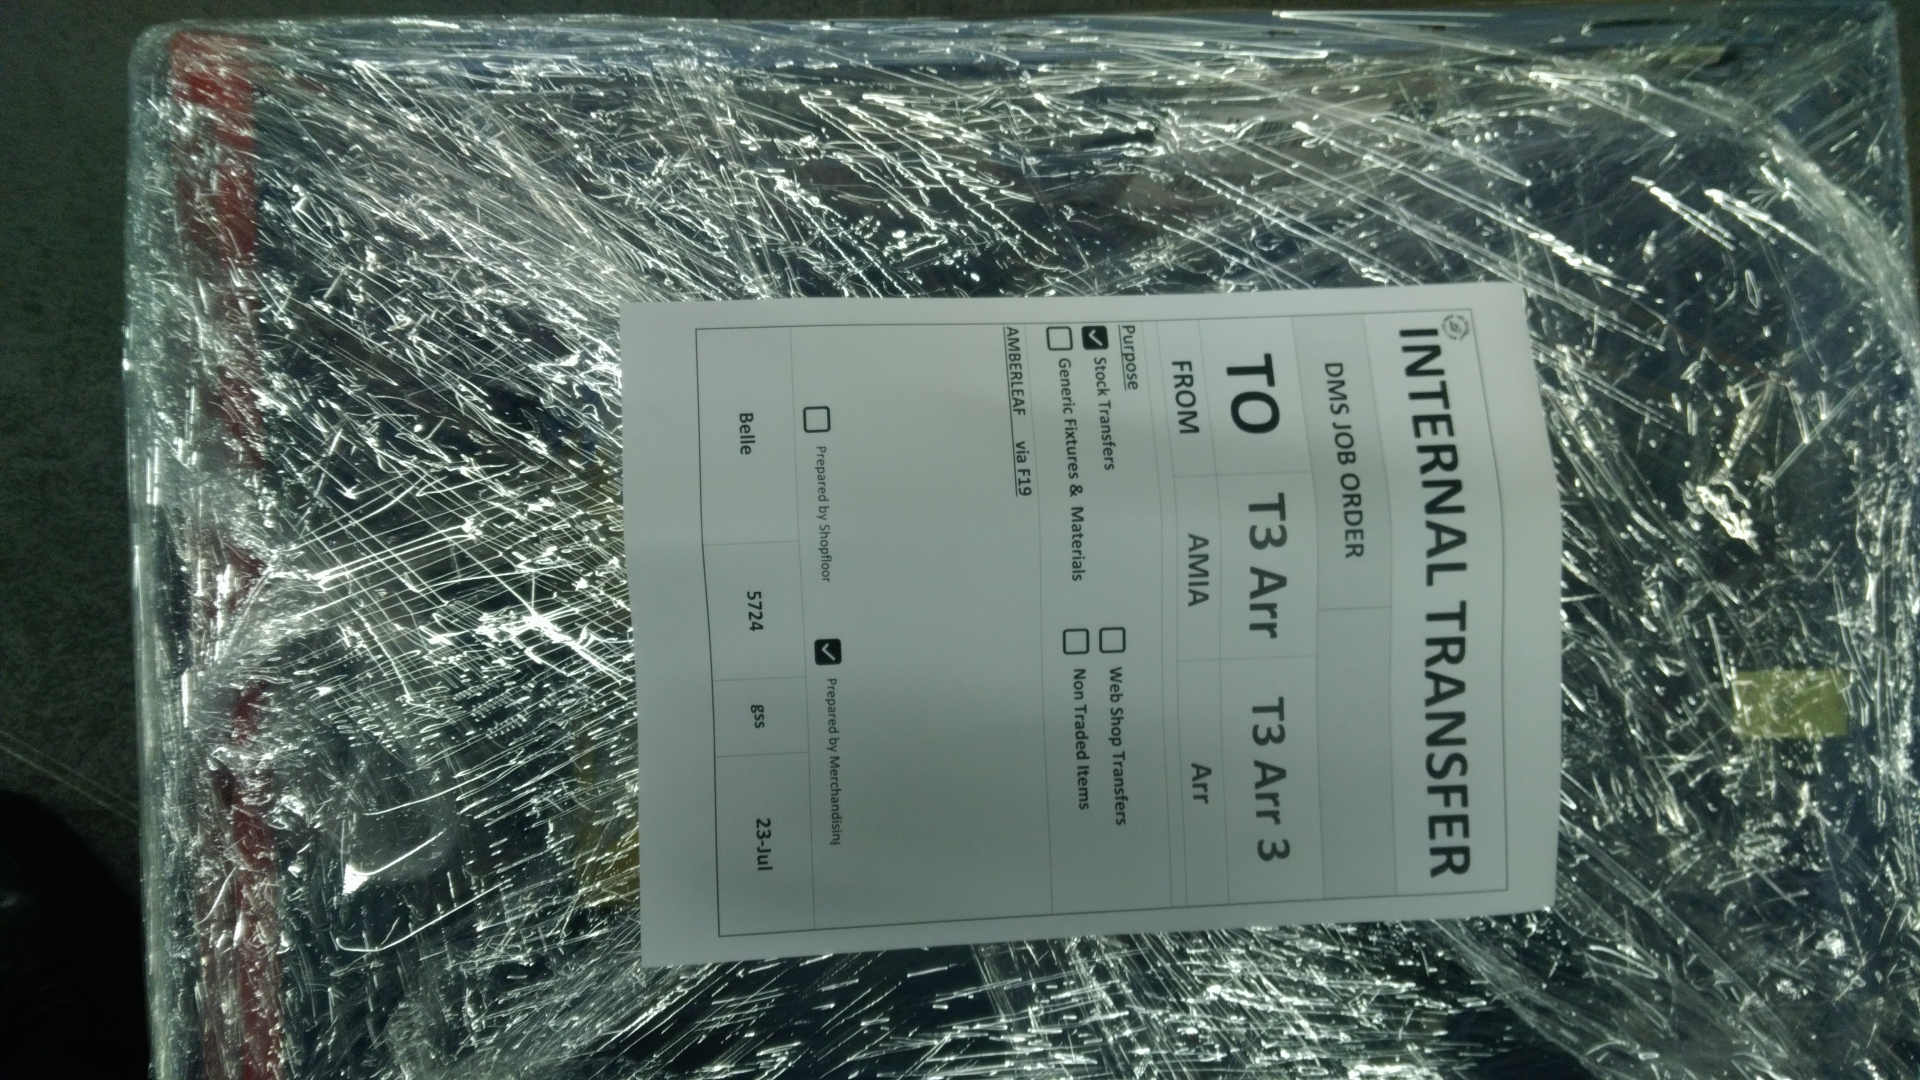 INTERNAL TRANSFER
DMS JOB ORDER
TO T3 Arr T3 Arr 3
FROM AMIA Arr
Purpose
Stock Transfers Web Shop Transfers
Generic Fixtures & Materials Non Traded Items
AMBERLEAF via F19
Prepared by Shopfloor Prepared by Merchandising
Belle 5724 gss 23-Jul